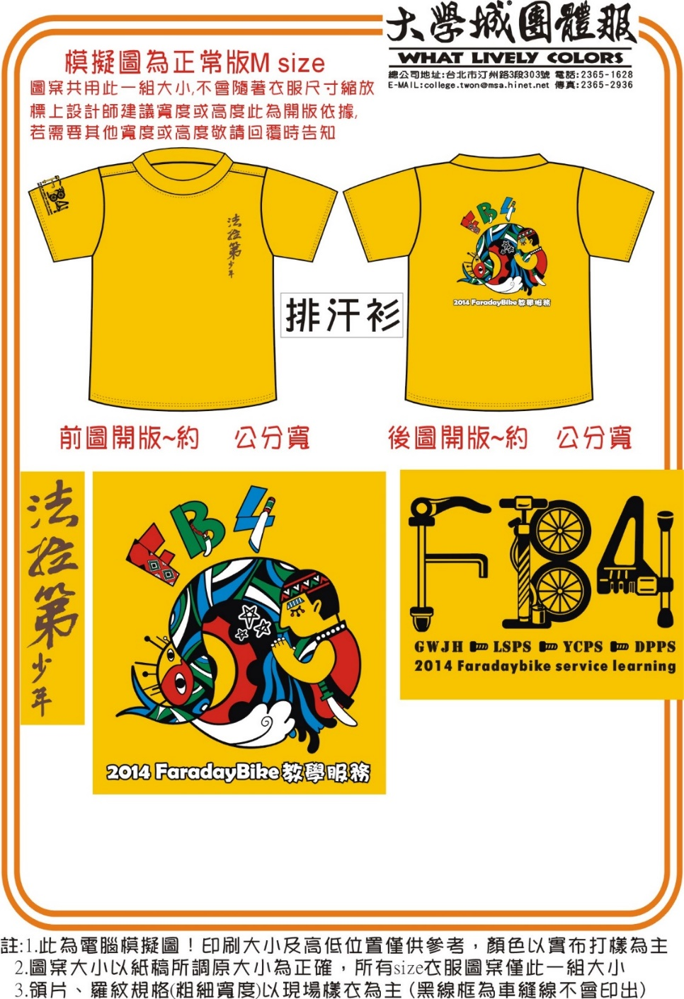 大學城團體服
WHAT LIVELY COLORS
總公司地址:台北市汀州路3段303號 電話:2365-1628
E-MAIL:college.twon@msa.hinet.net 傳真:2365-2936
模擬圖為正常版M size
圖案共用此一組大小,不會隨著衣服尺寸縮放
標上設計師建議寬度或高度此為開版依據,
若需要其他寬度或高度敬請回覆時告知
FB4
法拉第少年
FB4
2014 FaradayBike教學服務
排汗衫
前圖開版~約 公分寬
後圖開版~約 公分寬
法拉第少年
FB4
2014 FaradayBike教學服務
FB4
GWJH LSPS YCPS DPPS
2014 Faradaybike service learning
註:1.此為電腦模擬圖！印刷大小及高低位置僅供參考，顏色以實布打樣為主
2.圖案大小以紙稿所調原大小為正確，所有size衣服圖案僅此一組大小
3.領片、羅紋規格(粗細寬度)以現場樣衣為主 (黑線框為車縫線不會印出)